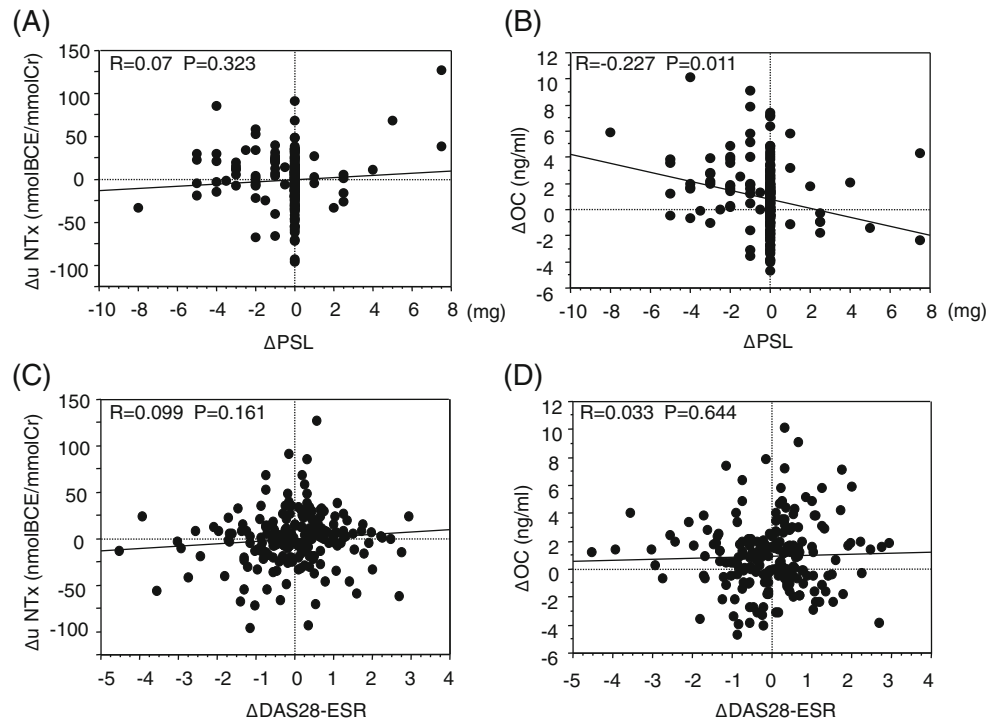 (A)
R=0.07 P=0.323
150
100
50
0
-50
-100
Δu NTx (nmolBCE/mmolCr)
-10 -8 -6 -4 -2 0 2 4 6 8 (mg)
ΔPSL
(B)
R=-0.227 P=0.011
12
10
8
6
4
2
0
-2
-4
6
ΔOC (ng/ml)
-10 -8 -6 -4 -2 0 2 4 6 8 (mg)
ΔPSL
(C)
R=0.099 P=0.161
150
100
50
0
-50
-100
Δu NTx (nmolBCE/mmolCr)
-5 -4 -3 -2 -1 0 1 2 3 4
ΔDAS28-ESR
(D)
R=0.033 P=0.644
12
10
8
6
4
2
0
-2
-4
-6
ΔOC (ng/ml)
-5 -4 -3 -2 -1 0 1 2 3 4
ΔDAS28-ESR